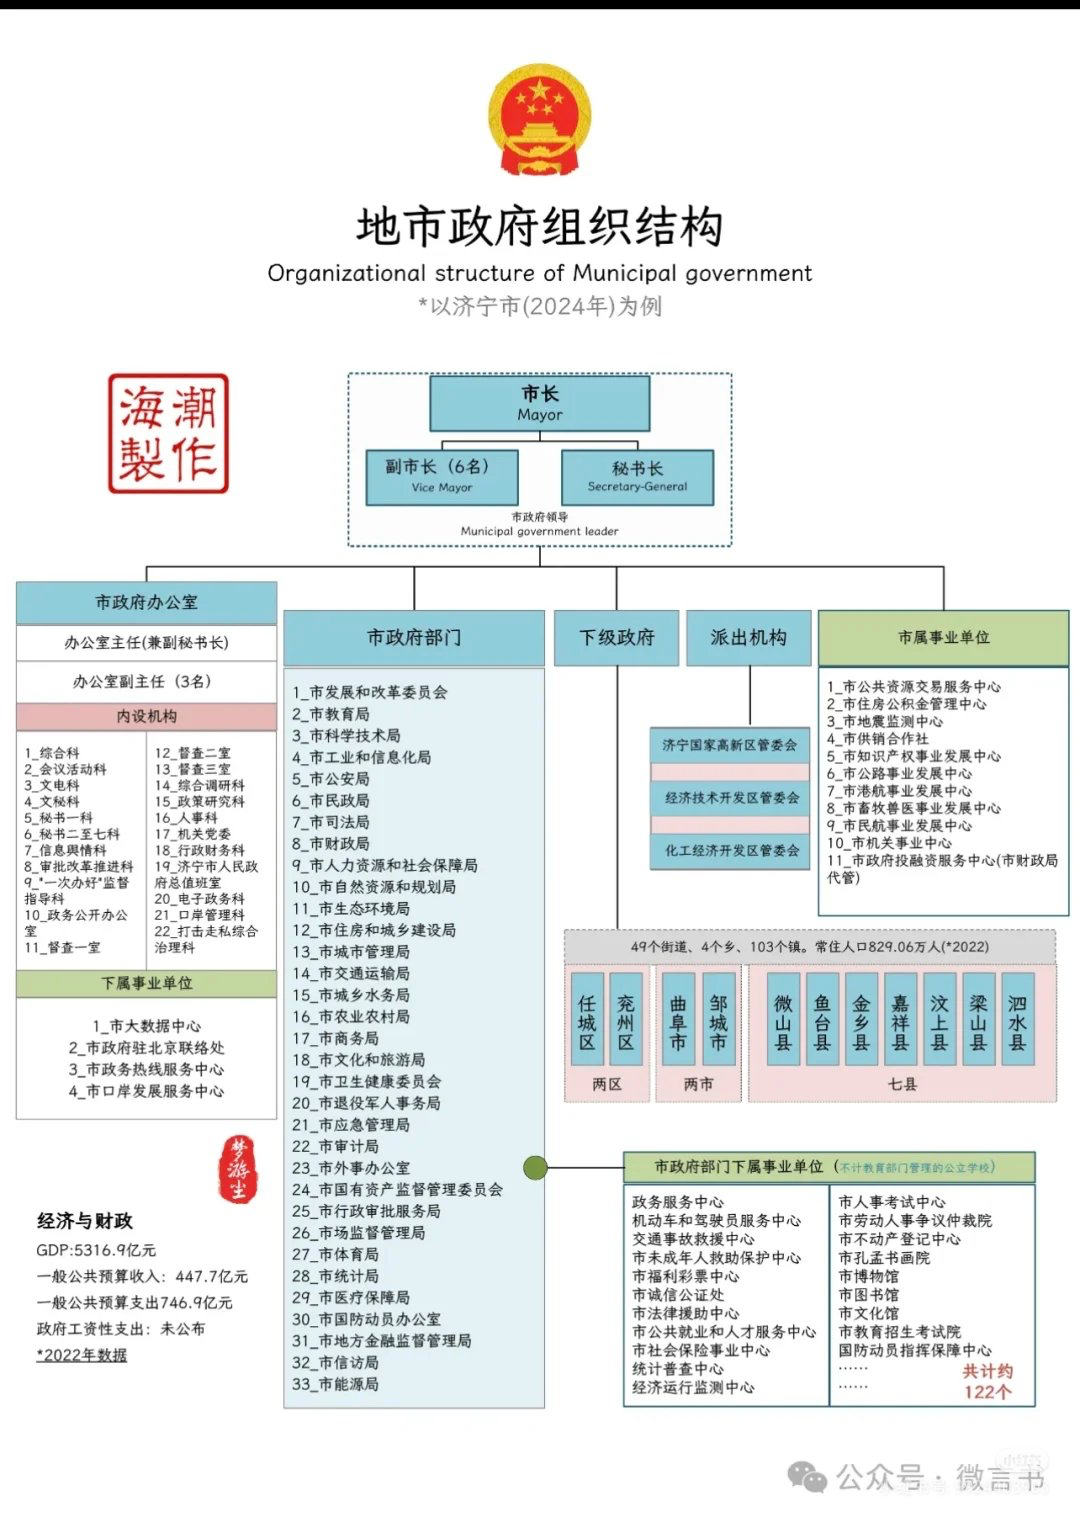 地市政府组织结构
Organizational structure of Municipal government
*以济宁市(2024年)为例
海潮
製作
市长
Mayor
副市长（6名）
Vice Mayor
秘书长
Secretary-General
市政府领导
Municipal government leader
市政府办公室
办公室主任(兼副秘书长)
办公室副主任（3名）
内设机构
1_综合科
2_会议活动科
3_文电科
4_文秘科
5_秘书一科
6_秘书二至七科
7_信息舆情科
8_审批改革推进科
9_"一次办好"监督
指导科
10_政务公开办公
室
11_督查一室
12_督查二室
13_督查三室
14_综合调研科
15_政策研究科
16_人事科
17_机关党委
18_行政财务科
19_济宁市人民政
府总值班室
20_电子政务科
21_口岸管理科
22_打击走私综合
治理科
下属事业单位
1_市大数据中心
2_市政府驻北京联络处
3_市政务热线服务中心
4_市口岸发展服务中心
梦游尘
经济与财政
GDP:5316.9亿元
一般公共预算收入：447.7亿元
一般公共预算支出746.9亿元
政府工资性支出：未公布
*2022年数据
市政府部门
1_市发展和改革委员会
2_市教育局
3_市科学技术局
4_市工业和信息化局
5_市公安局
6_市民政局
7_市司法局
8_市财政局
9_市人力资源和社会保障局
10_市自然资源和规划局
11_市生态环境局
12_市住房和城乡建设局
13_市城市管理局
14_市交通运输局
15_市城乡水务局
16_市农业农村局
17_市商务局
18_市文化和旅游局
19_市卫生健康委员会
20_市退役军人事务局
21_市应急管理局
22_市审计局
23_市外事办公室
24_市国有资产监督管理委员会
25_市行政审批服务局
26_市场监督管理局
27_市体育局
28_市统计局
29_市医疗保障局
30_市国防动员办公室
31_市地方金融监督管理局
32_市信访局
33_市能源局
下级政府
派出机构
济宁国家高新区管委会
经济技术开发区管委会
化工经济开发区管委会
市属事业单位
1_市公共资源交易服务中心
2_市住房公积金管理中心
3_市地震监测中心
4_市供销合作社
5_市知识产权事业发展中心
6_市公路事业发展中心
7_市港航事业发展中心
8_市畜牧兽医事业发展中心
9_市民航事业发展中心
10_市机关事业中心
11_市政府投融资服务中心(市财政局
代管)
49个街道、4个乡、103个镇。常住人口829.06万人(*2022)
任城区
兖州区
两区
曲阜市
邹城市
两市
微山县
鱼台县
金乡县
嘉祥县
汶上县
梁山县
泗水县
七县
市政府部门下属事业单位（不计教育部门管理的公立学校）
政务服务中心
机动车和驾驶员服务中心
交通事故救援中心
市未成年人救助保护中心
市福利彩票中心
市诚信公证处
市法律援助中心
市公共就业和人才服务中心
市社会保险事业中心
统计普查中心
经济运行监测中心
市人事考试中心
市劳动人事争议仲裁院
市不动产登记中心
市孔孟书画院
市博物馆
市图书馆
市文化馆
市教育招生考试院
国防动员指挥保障中心
……
……
共计约
122个
公众号 · 微言书